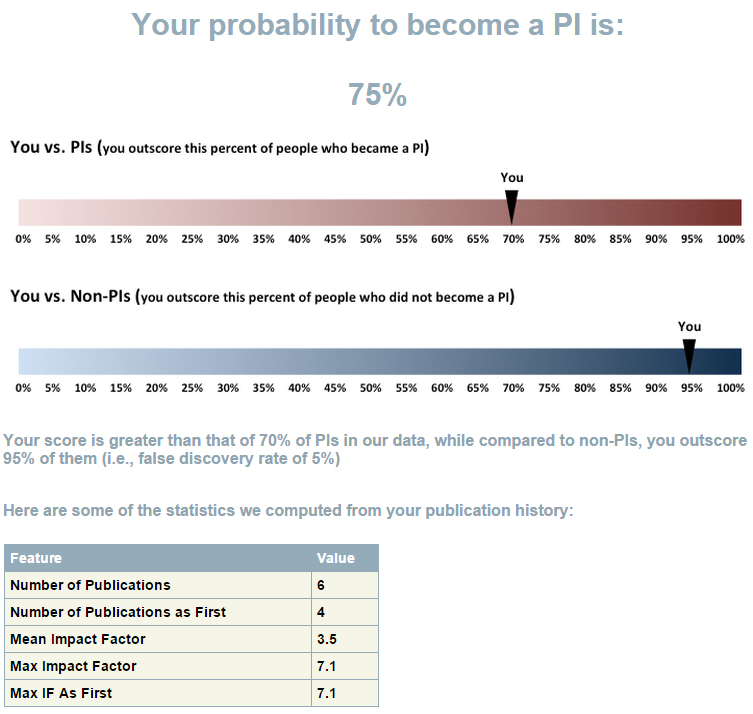 Your probability to become a PI is:
75%
You vs. PIs (you outscore this percent of people who became a PI)
You
0% 5% 10% 15% 20% 25% 30% 35% 40% 45% 50% 55% 60% 65% 70% 75% 80% 85% 90% 95% 100%
You vs. Non-PIs (you outscore this percent of people who did not become a PI)
You
0% 5% 10% 15% 20% 25% 30% 35% 40% 45% 50% 55% 60% 65% 70% 75% 80% 85% 90% 95% 100%
Your score is greater than that of 70% of PIs in our data, while compared to non-PIs, you outscore
95% of them (i.e., false discovery rate of 5%)
Here are some of the statistics we computed from your publication history:
Feature Value
Number of Publications 6
Number of Publications as First 4
Mean Impact Factor 3.5
Max Impact Factor 7.1
Max IF As First 7.1